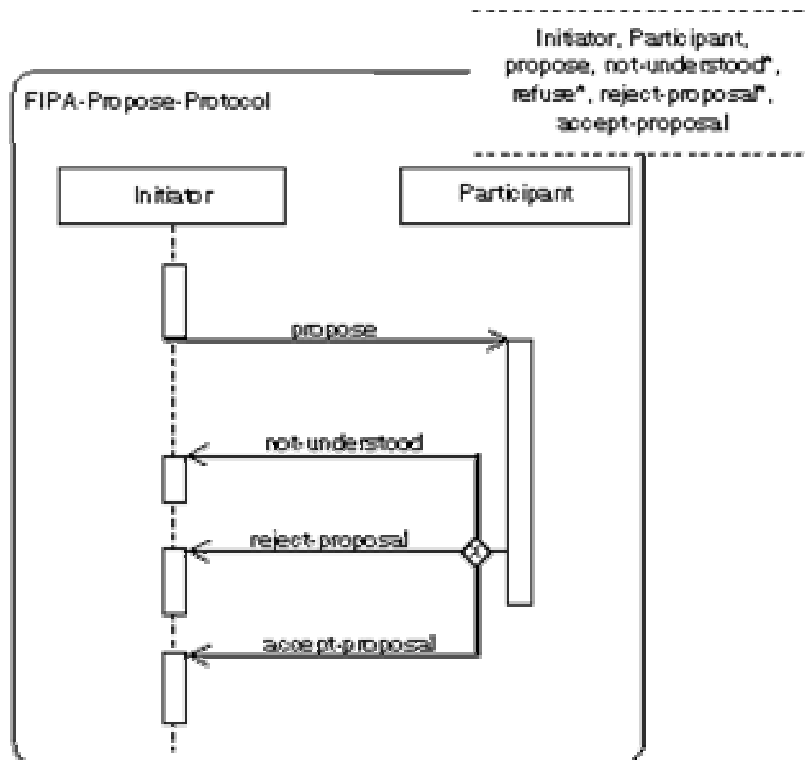 Initiator, Participant,
propose, not-understood*,
refuse*, reject-proposal*,
accept-proposal
FIPA-Propose-Protocol
Initiator
Participant
propose
not-understood
reject-proposal
x
accept-proposal